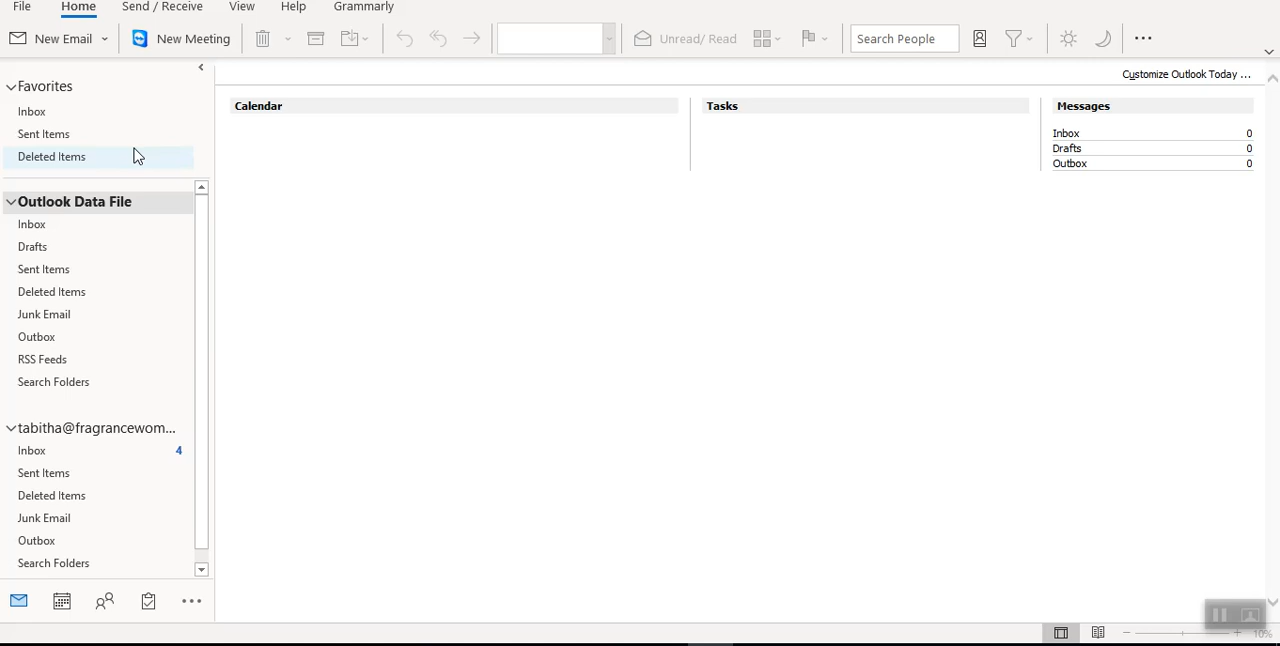 File Home Send / Receive View Help Grammarly
New Email New Meeting Unread/ Read Search People
Customize Outlook Today ...
Favorites
Inbox
Sent Items
Deleted Items
Outlook Data File
Inbox
Drafts
Sent Items
Deleted Items
Junk Email
Outbox
RSS Feeds
Search Folders
tabitha@fragrancewom...
Inbox 4
Sent Items
Deleted Items
Junk Email
Outbox
Search Folders
Calendar
Tasks
Messages
Inbox 0
Drafts 0
Outbox 0
10%